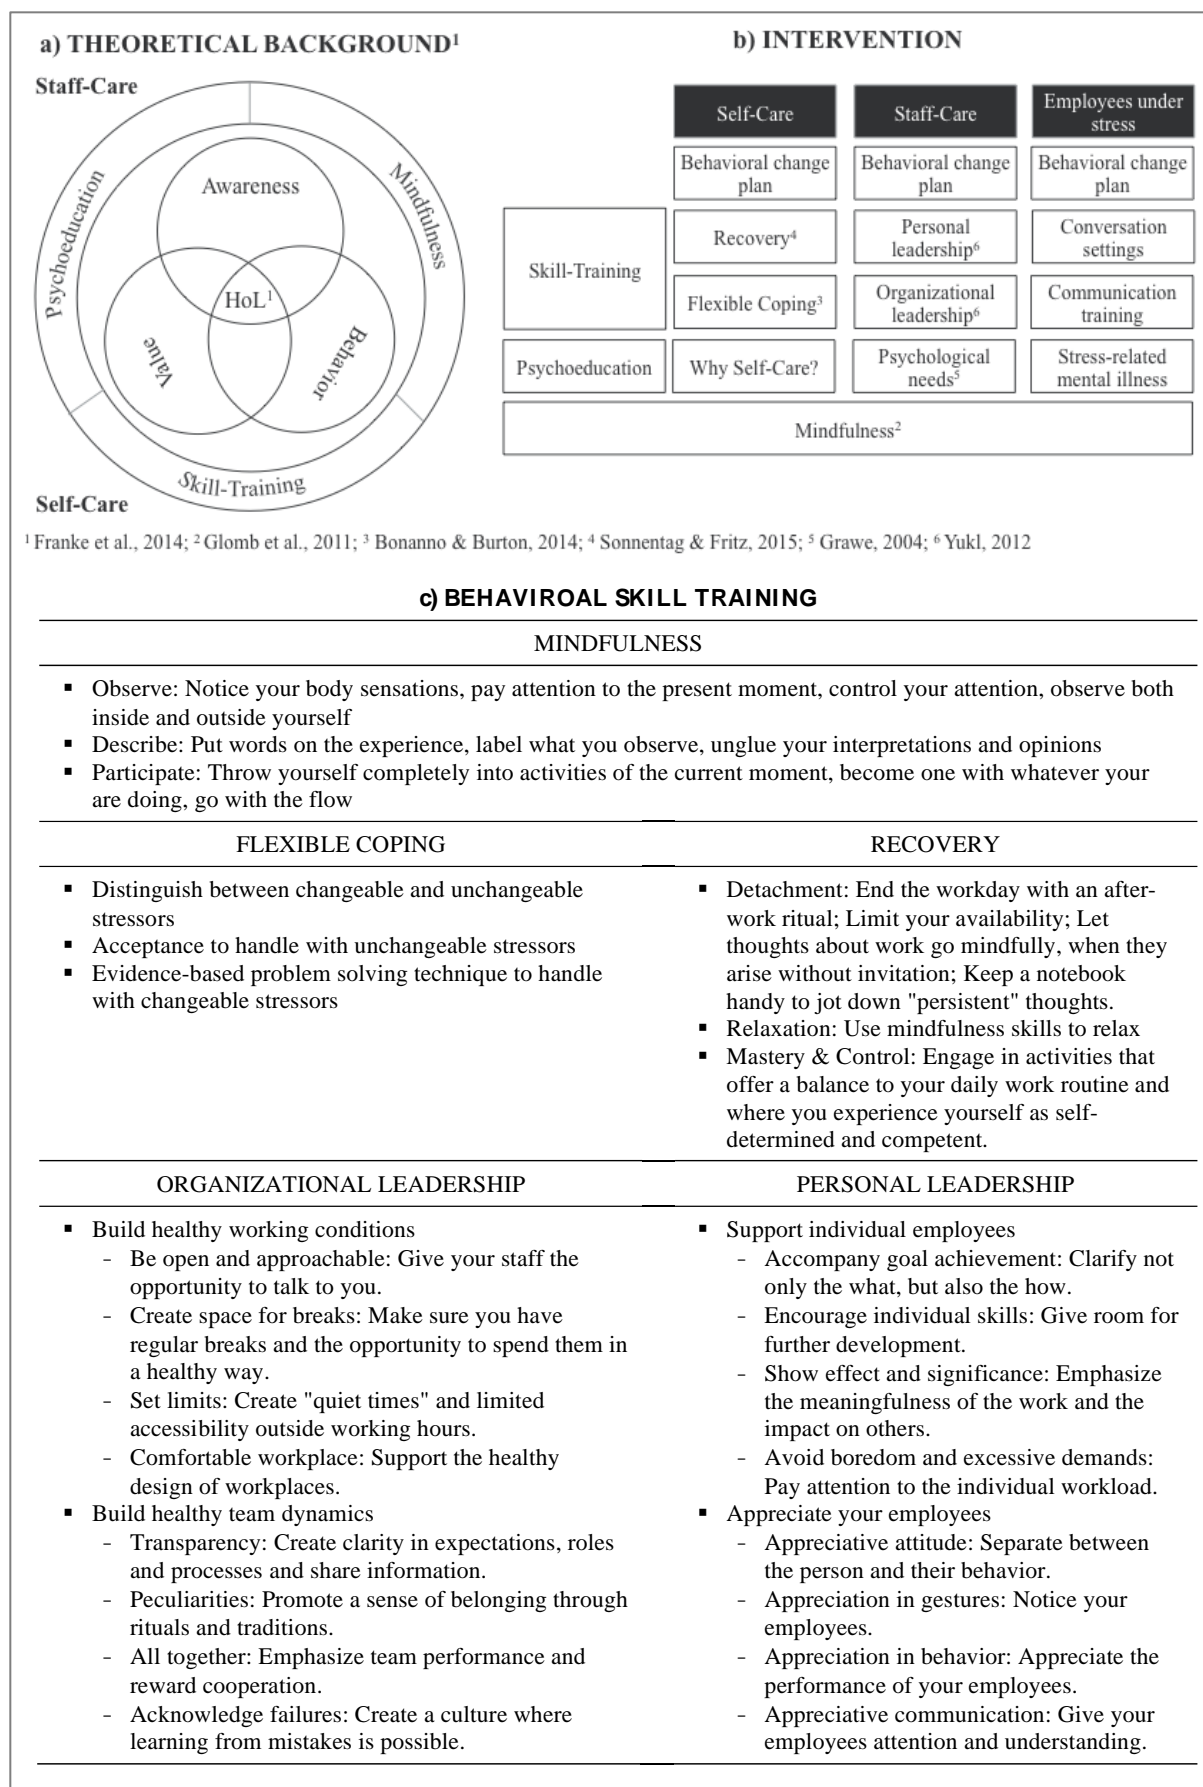 a) THEORETICAL BACKGROUND¹
Staff-Care
Psychoeducation
Mindfulness
Awareness
HoL¹
Value
Behavior
Skill-Training
Self-Care
b) INTERVENTION
Self-Care
Staff-Care
Employees under
stress
Behavioral change
plan
Behavioral change
plan
Behavioral change
plan
Skill-Training
Recovery⁴
Personal
leadership⁶
Conversation
settings
Flexible Coping³
Organizational
leadership⁶
Communication
training
Psychoeducation
Why Self-Care?
Psychological
needs⁵
Stress-related
mental illness
Mindfulness²
¹ Franke et al., 2014; ² Glomb et al., 2011; ³ Bonanno & Burton, 2014; ⁴ Sonnentag & Fritz, 2015; ⁵ Grawe, 2004; ⁶ Yukl, 2012
c) BEHAVIROAL SKILL TRAINING
MINDFULNESS
▪ Observe: Notice your body sensations, pay attention to the present moment, control your attention, observe both
inside and outside yourself
▪ Describe: Put words on the experience, label what you observe, unglue your interpretations and opinions
▪ Participate: Throw yourself completely into activities of the current moment, become one with whatever your
are doing, go with the flow
FLEXIBLE COPING
▪ Distinguish between changeable and unchangeable
stressors
▪ Acceptance to handle with unchangeable stressors
▪ Evidence-based problem solving technique to handle
with changeable stressors
RECOVERY
▪ Detachment: End the workday with an after-
work ritual; Limit your availability; Let
thoughts about work go mindfully, when they
arise without invitation; Keep a notebook
handy to jot down "persistent" thoughts.
▪ Relaxation: Use mindfulness skills to relax
▪ Mastery & Control: Engage in activities that
offer a balance to your daily work routine and
where you experience yourself as self-
determined and competent.
ORGANIZATIONAL LEADERSHIP
▪ Build healthy working conditions
- Be open and approachable: Give your staff the
opportunity to talk to you.
- Create space for breaks: Make sure you have
regular breaks and the opportunity to spend them in
a healthy way.
- Set limits: Create "quiet times" and limited
accessibility outside working hours.
- Comfortable workplace: Support the healthy
design of workplaces.
▪ Build healthy team dynamics
- Transparency: Create clarity in expectations, roles
and processes and share information.
- Peculiarities: Promote a sense of belonging through
rituals and traditions.
- All together: Emphasize team performance and
reward cooperation.
- Acknowledge failures: Create a culture where
learning from mistakes is possible.
PERSONAL LEADERSHIP
▪ Support individual employees
- Accompany goal achievement: Clarify not
only the what, but also the how.
- Encourage individual skills: Give room for
further development.
- Show effect and significance: Emphasize
the meaningfulness of the work and the
impact on others.
- Avoid boredom and excessive demands:
Pay attention to the individual workload.
▪ Appreciate your employees
- Appreciative attitude: Separate between
the person and their behavior.
- Appreciation in gestures: Notice your
employees.
- Appreciation in behavior: Appreciate the
performance of your employees.
- Appreciative communication: Give your
employees attention and understanding.